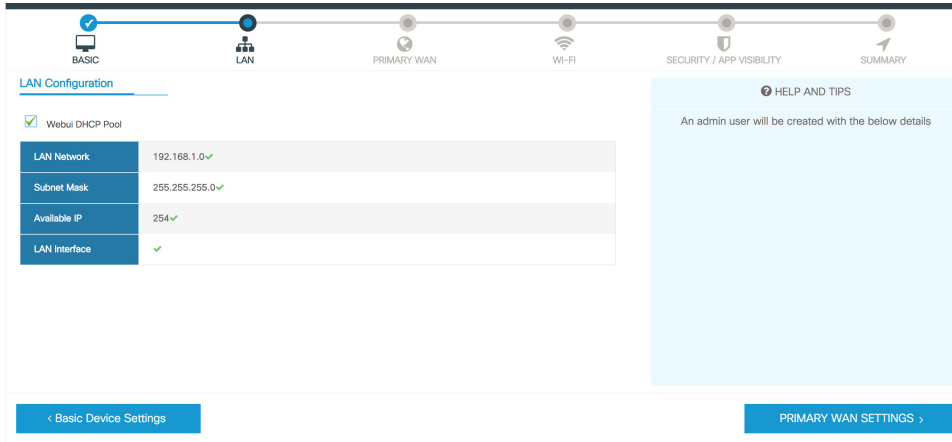 BASIC
LAN
PRIMARY WAN
WI-FI
SECURITY / APP VISIBILITY
SUMMARY
LAN Configuration
HELP AND TIPS
Webui DHCP Pool
An admin user will be created with the below details
LAN Network 192.168.1.0
Subnet Mask 255.255.255.0
Available IP 254
LAN Interface
< Basic Device Settings
PRIMARY WAN SETTINGS >